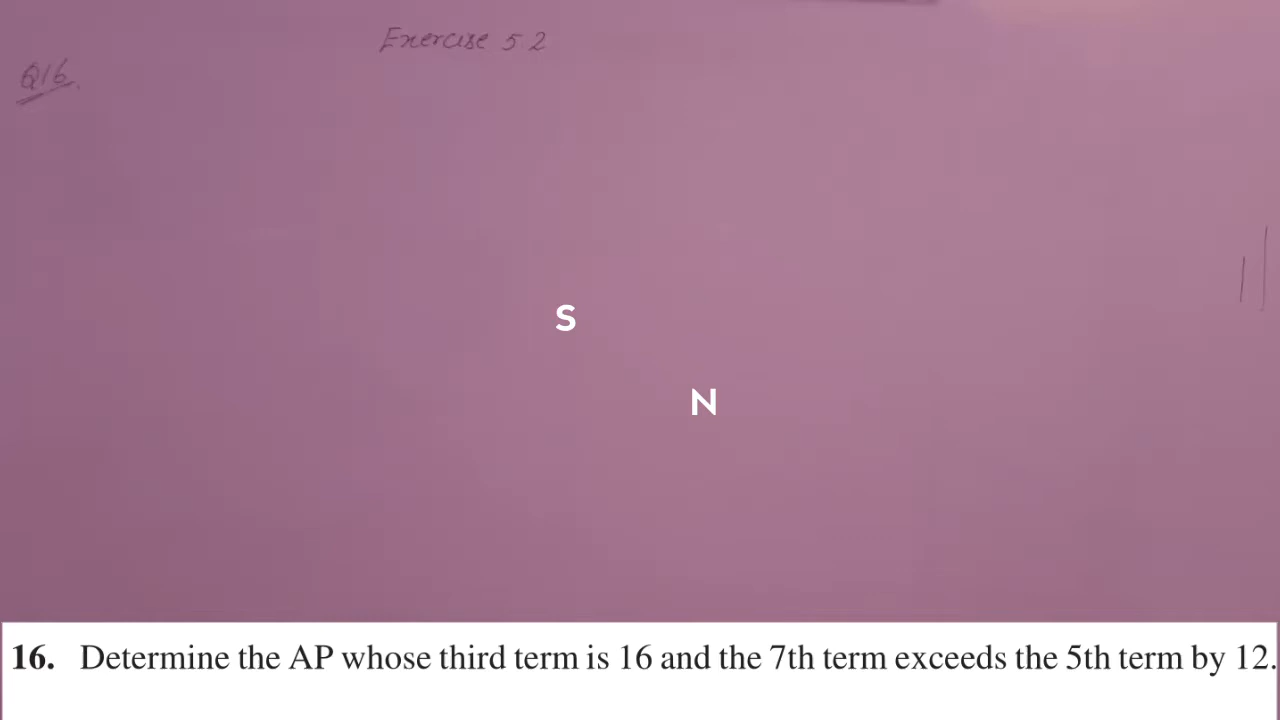 Exercise 5.2
Q16.
S
N
16. Determine the AP whose third term is 16 and the 7th term exceeds the 5th term by 12.